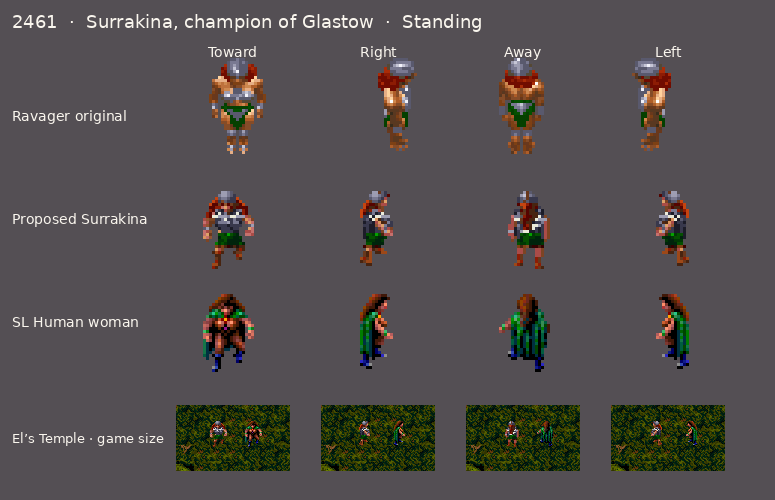 2461 · Surrakina, champion of Glastow · Standing
Toward Right Away Left
Ravager original
Proposed Surrakina
SL Human woman
El’s Temple · game size